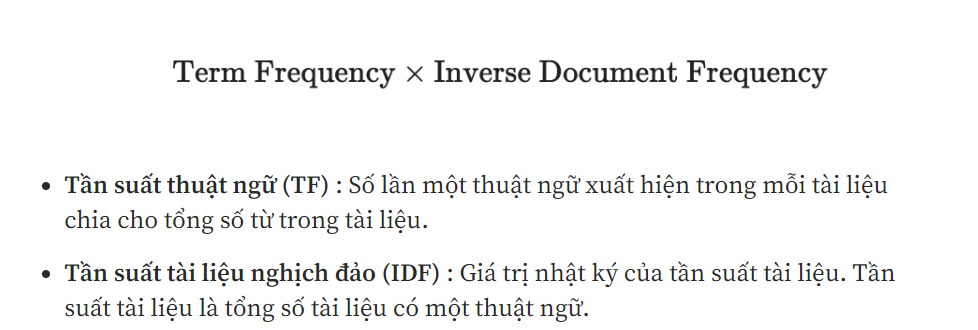 Term Frequency × Inverse Document Frequency
• Tần suất thuật ngữ (TF) : Số lần một thuật ngữ xuất hiện trong mỗi tài liệu
chia cho tổng số từ trong tài liệu.
• Tần suất tài liệu nghịch đảo (IDF) : Giá trị nhật ký của tần suất tài liệu. Tần
suất tài liệu là tổng số tài liệu có một thuật ngữ.